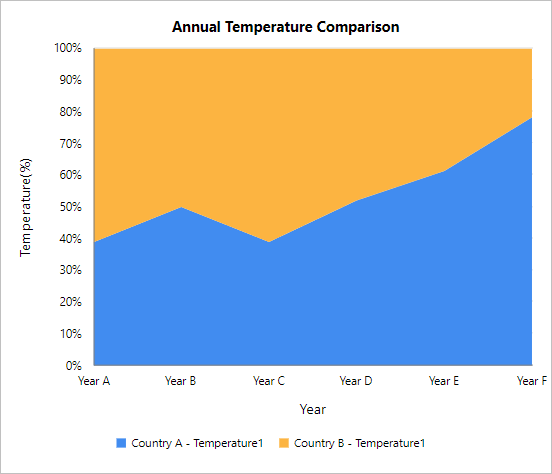 Annual Temperature Comparison
100%
90%
80%
70%
60%
50%
40%
30%
20%
10%
0%
Temperature(%)
Year A Year B Year C Year D Year E Year F
Year
Country A - Temperature1 Country B - Temperature1